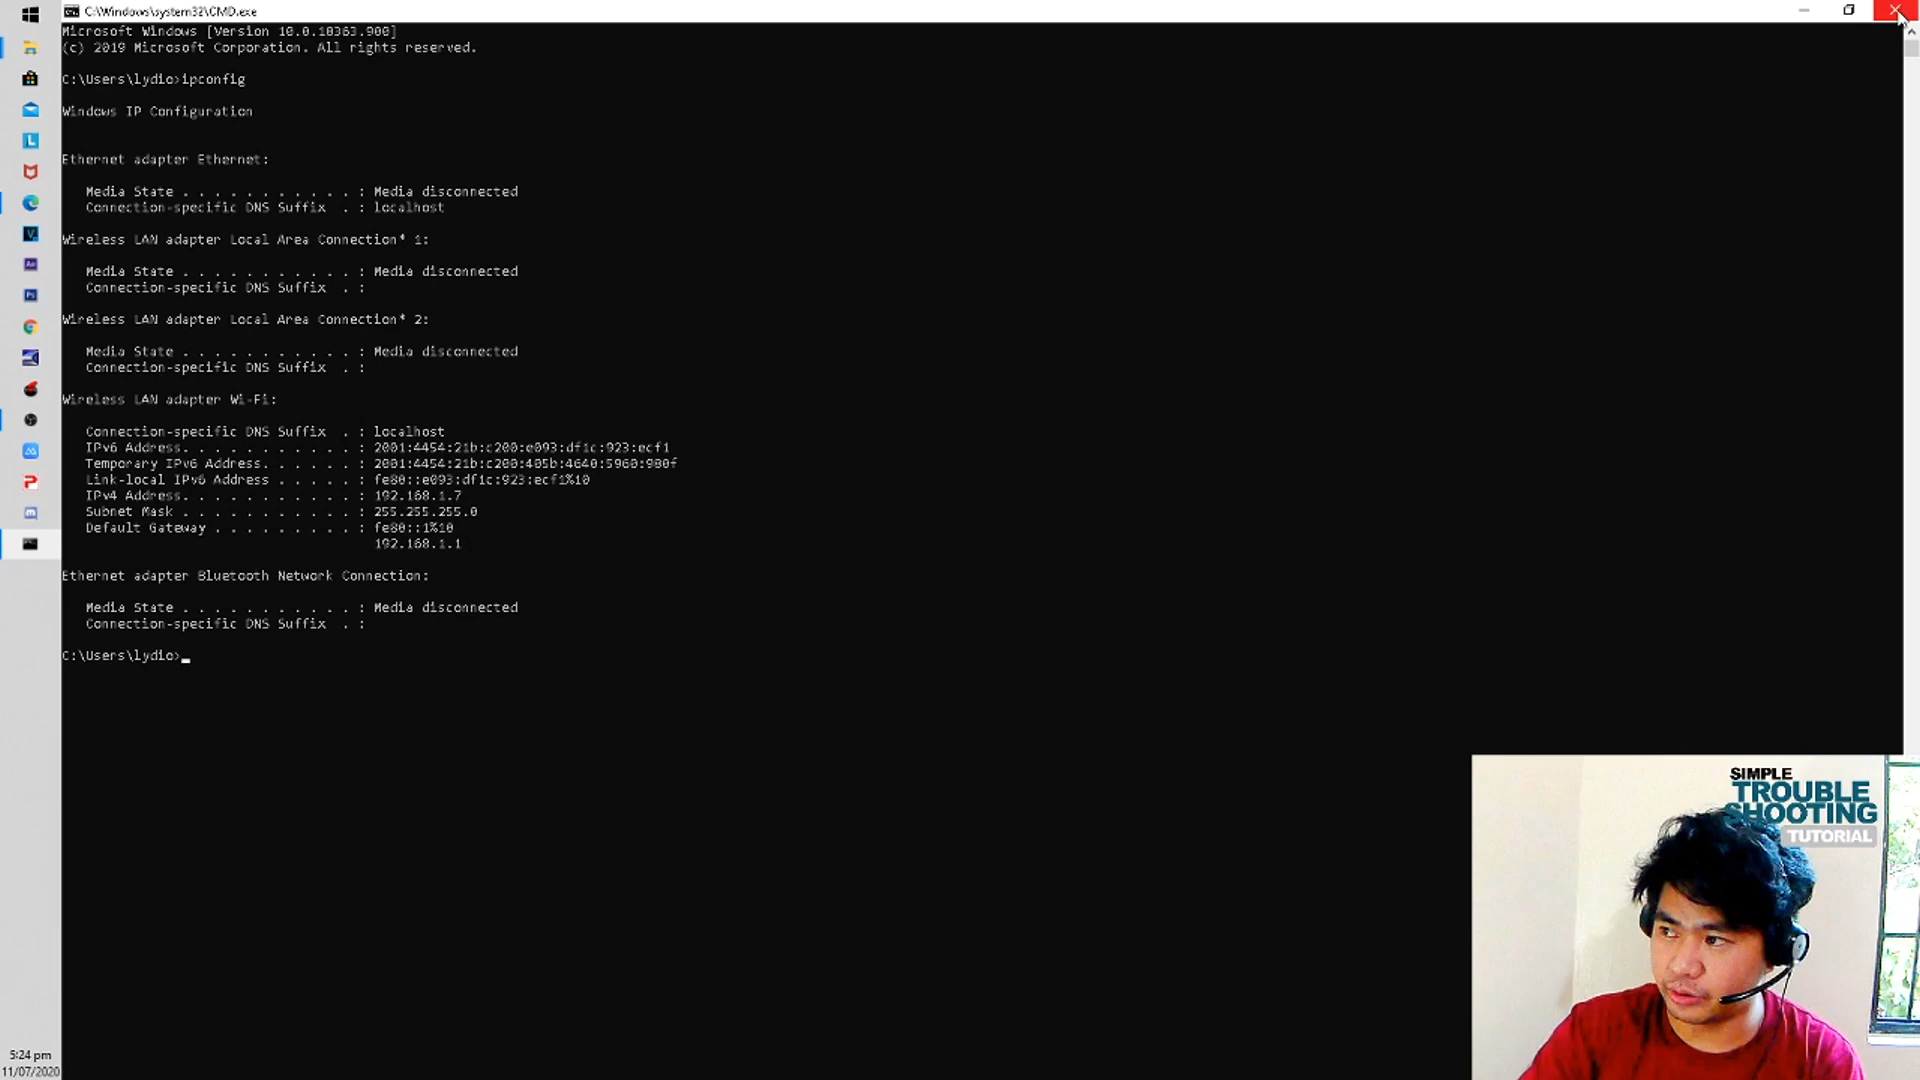 C:\Windows\system32\CMD.exe
Microsoft Windows [Version 10.0.18363.900]
(c) 2019 Microsoft Corporation. All rights reserved.
C:\Users\lydio>ipconfig
Windows IP Configuration
Ethernet adapter Ethernet:
Media State . . . . . . . . . . . : Media disconnected
Connection-specific DNS Suffix  . : localhost
Wireless LAN adapter Local Area Connection* 1:
Media State . . . . . . . . . . . : Media disconnected
Connection-specific DNS Suffix  . :
Wireless LAN adapter Local Area Connection* 2:
Media State . . . . . . . . . . . : Media disconnected
Connection-specific DNS Suffix  . :
Wireless LAN adapter Wi-Fi:
Connection-specific DNS Suffix  . : localhost
IPv6 Address. . . . . . . . . . . : 2001:4454:21b:c200:e093:df1c:923:ecf1
Temporary IPv6 Address. . . . . . : 2001:4454:21b:c200:405b:4640:5960:980f
Link-local IPv6 Address . . . . . : fe80::e093:df1c:923:ecf1%10
IPv4 Address. . . . . . . . . . . : 192.168.1.7
Subnet Mask . . . . . . . . . . . : 255.255.255.0
Default Gateway . . . . . . . . . : fe80::1%10
192.168.1.1
Ethernet adapter Bluetooth Network Connection:
Media State . . . . . . . . . . . : Media disconnected
Connection-specific DNS Suffix  . :
C:\Users\lydio>
SIMPLE
TROUBLE
SHOOTING
TUTORIAL
5:24 pm
11/07/2020